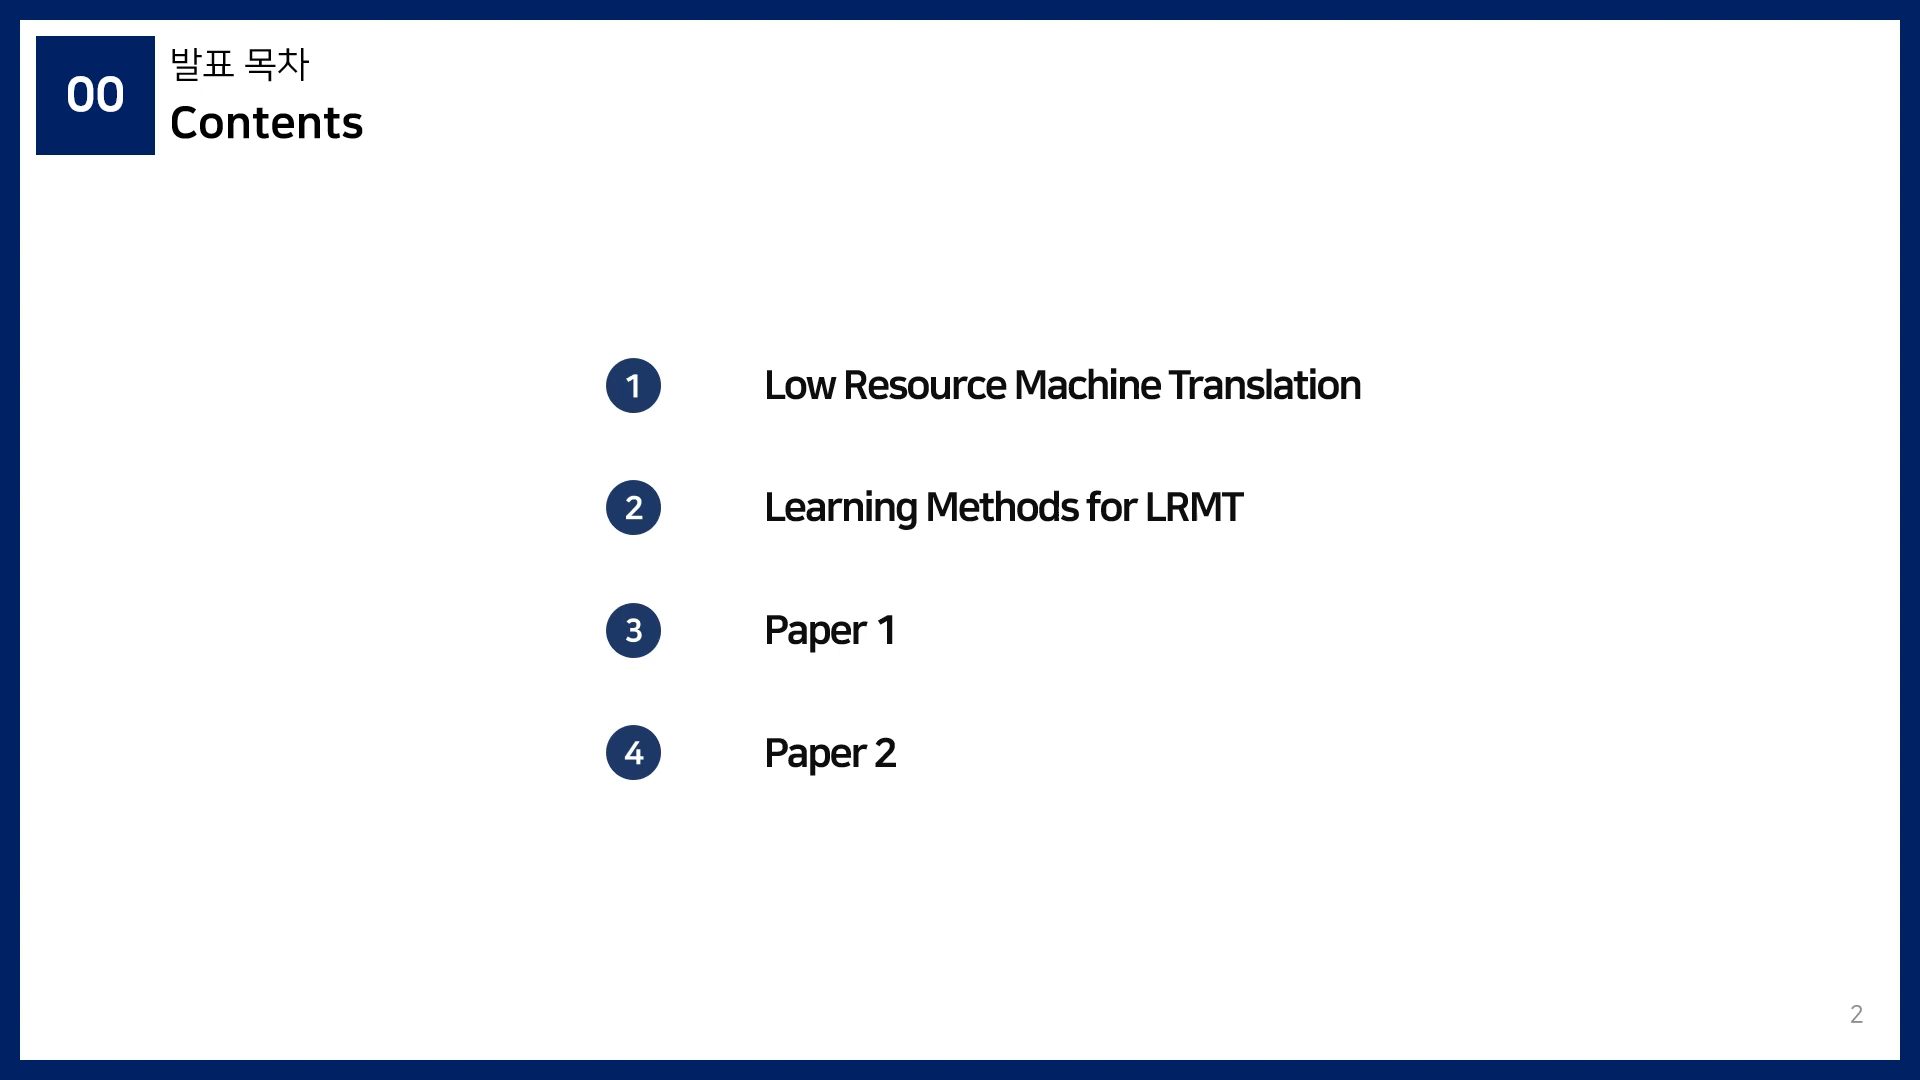 00
발표 목차
Contents
1 Low Resource Machine Translation
2 Learning Methods for LRMT
3 Paper 1
4 Paper 2
2